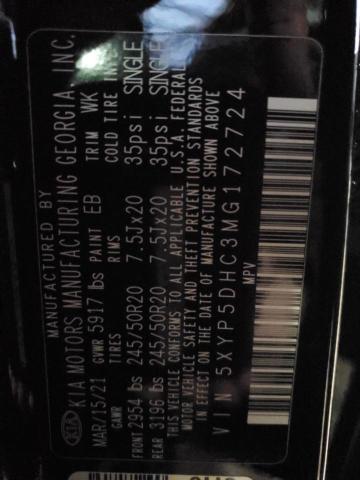 MANUFACTURED BY
KIA KIA MOTORS MANUFACTURING GEORGIA, INC.
MAR/15/21 GVWR 5917 lbs PAINT EB TRIM WK
GAWR TIRES RIMS COLD TIRE INF
FRONT 2954 lbs 245/50R20 7.5Jx20 35psi SINGLE
REAR 3196 lbs 245/50R20 7.5Jx20 35psi SINGLE
THIS VEHICLE CONFORMS TO ALL APPLICABLE U.S.A. FEDERAL
MOTOR VEHICLE SAFETY AND THEFT PREVENTION STANDARDS
IN EFFECT ON THE DATE OF MANUFACTURE SHOWN ABOVE
VIN 5XYP5DHC3MG172724
MPV